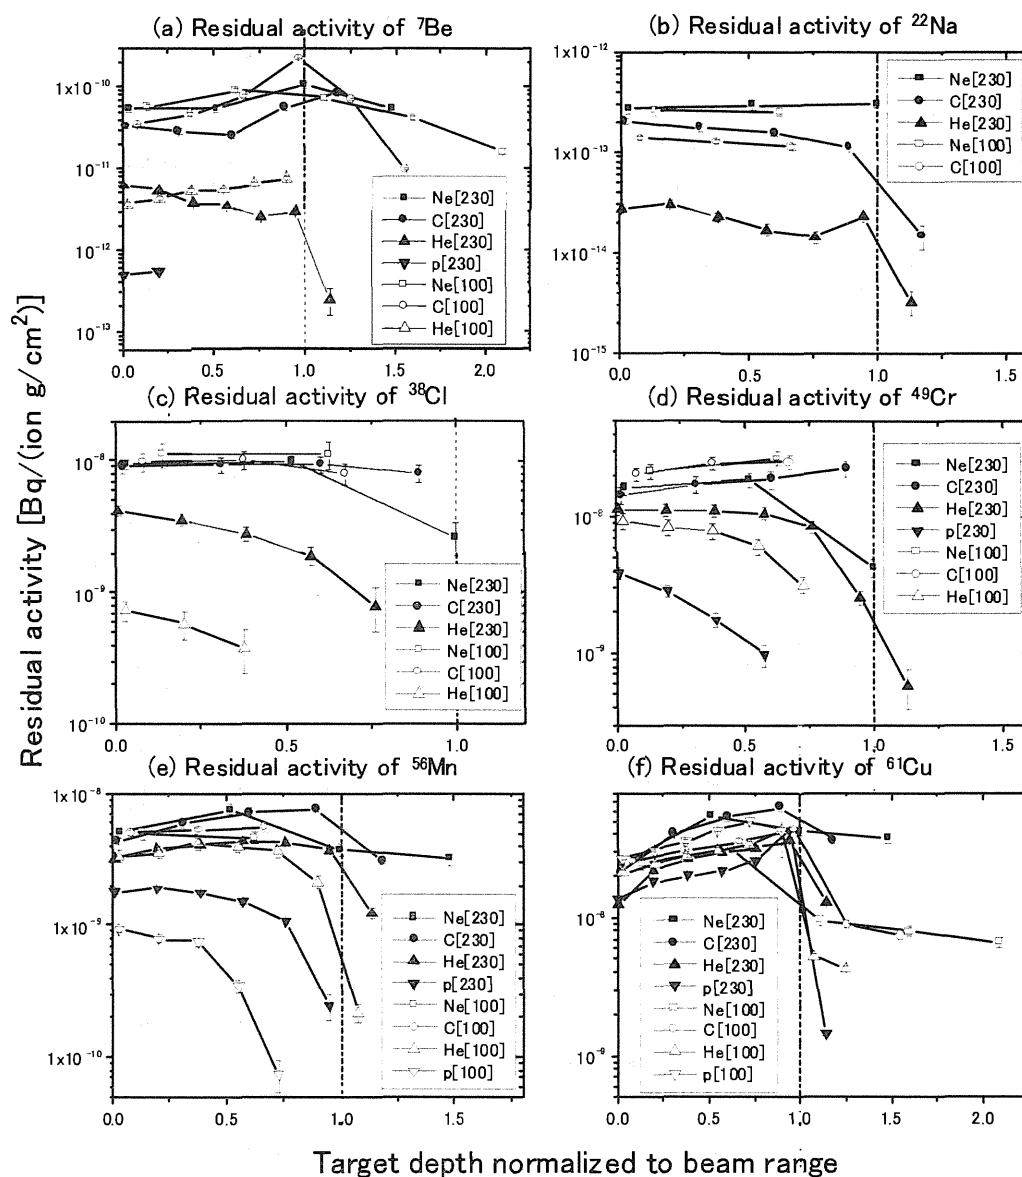 (a) Residual activity of ⁷Be
1x10⁻¹⁰
1x10⁻¹¹
1x10⁻¹²
1x10⁻¹³
0.0 0.5 1.0 1.5 2.0
Ne[230]
C[230]
He[230]
p[230]
Ne[100]
C[100]
He[100]
(b) Residual activity of ²²Na
1x10⁻¹²
1x10⁻¹³
1x10⁻¹⁴
1x10⁻¹⁵
0.0 0.5 1.0 1.5
Ne[230]
C[230]
He[230]
Ne[100]
C[100]
Residual activity [Bq/(ion g/cm²)]
(c) Residual activity of ³⁸Cl
10⁻⁸
10⁻⁹
10⁻¹⁰
0.0 0.5 1.0
Ne[230]
C[230]
He[230]
Ne[100]
C[100]
He[100]
(d) Residual activity of ⁴⁹Cr
1x10⁻⁸
1x10⁻⁹
0.0 0.5 1.0 1.5
Ne[230]
C[230]
He[230]
p[230]
Ne[100]
C[100]
He[100]
(e) Residual activity of ⁵⁶Mn
1x10⁻⁸
1x10⁻⁹
1x10⁻¹⁰
0.0 0.5 1.0 1.5
Ne[230]
C[230]
He[230]
p[230]
Ne[100]
C[100]
He[100]
p[100]
(f) Residual activity of ⁶¹Cu
1x10⁻⁸
1x10⁻⁹
0.0 0.5 1.0 1.5 2.0
Ne[230]
C[230]
He[230]
p[230]
Ne[100]
C[100]
He[100]
p[100]
Target depth normalized to beam range